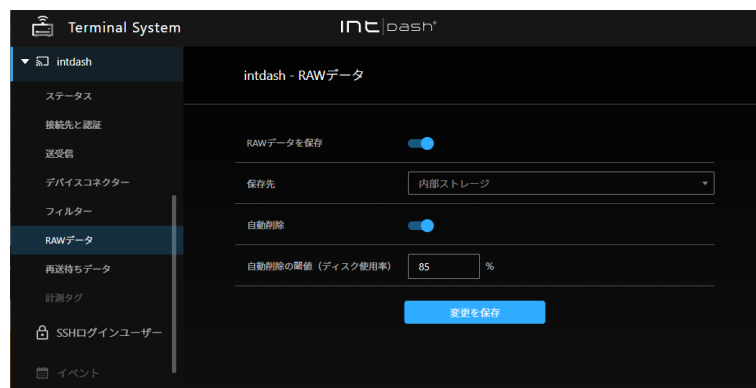 Terminal System
intdash
intdash
ステータス
接続先と認証
送受信
デバイスコネクター
フィルター
RAWデータ
再送待ちデータ
計測タグ
SSHログインユーザー
イベント
intdash - RAWデータ
RAWデータを保存
保存先 内部ストレージ
自動削除
自動削除の閾値（ディスク使用率） 85 %
変更を保存